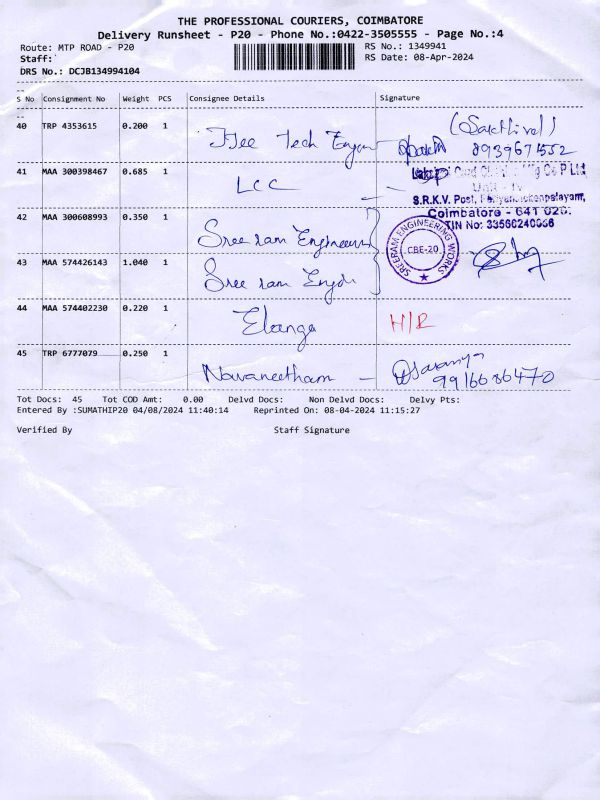 THE PROFESSIONAL COURIERS, COIMBATORE
Delivery Runsheet - P20 - Phone No.:0422-3505555 - Page No.:4
Route: MTP ROAD - P20 RS No.: 1349941
Staff: RS Date: 08-Apr-2024
DRS No.: DCJB134994104
S No Consignment No Weight PCS Consignee Details Signature
40 TRP 4353615 0.200 1 Tech (Sakthivel)
8939671552
41 MAA 300398467 0.685 1 LCC
S.R.K.V. Post,
Coimbatore - 641 020.
TIN No: 33560240666
42 MAA 300608993 0.350 1 Sree ram Engineers
SREERAM ENGINEERING WORKS
CBE-20
43 MAA 574426143 1.040 1 Sree ram
44 MAA 574402230 0.220 1 Elango H/R
45 TRP 6777079 0.250 1 Navaneetham - Saranya
9916686470
Tot Docs: 45 Tot COD Amt: 0.00 Delvd Docs: Non Delvd Docs: Delvy Pts:
Entered By :SUMATHIP20 04/08/2024 11:40:14 Reprinted On: 08-04-2024 11:15:27
Verified By Staff Signature